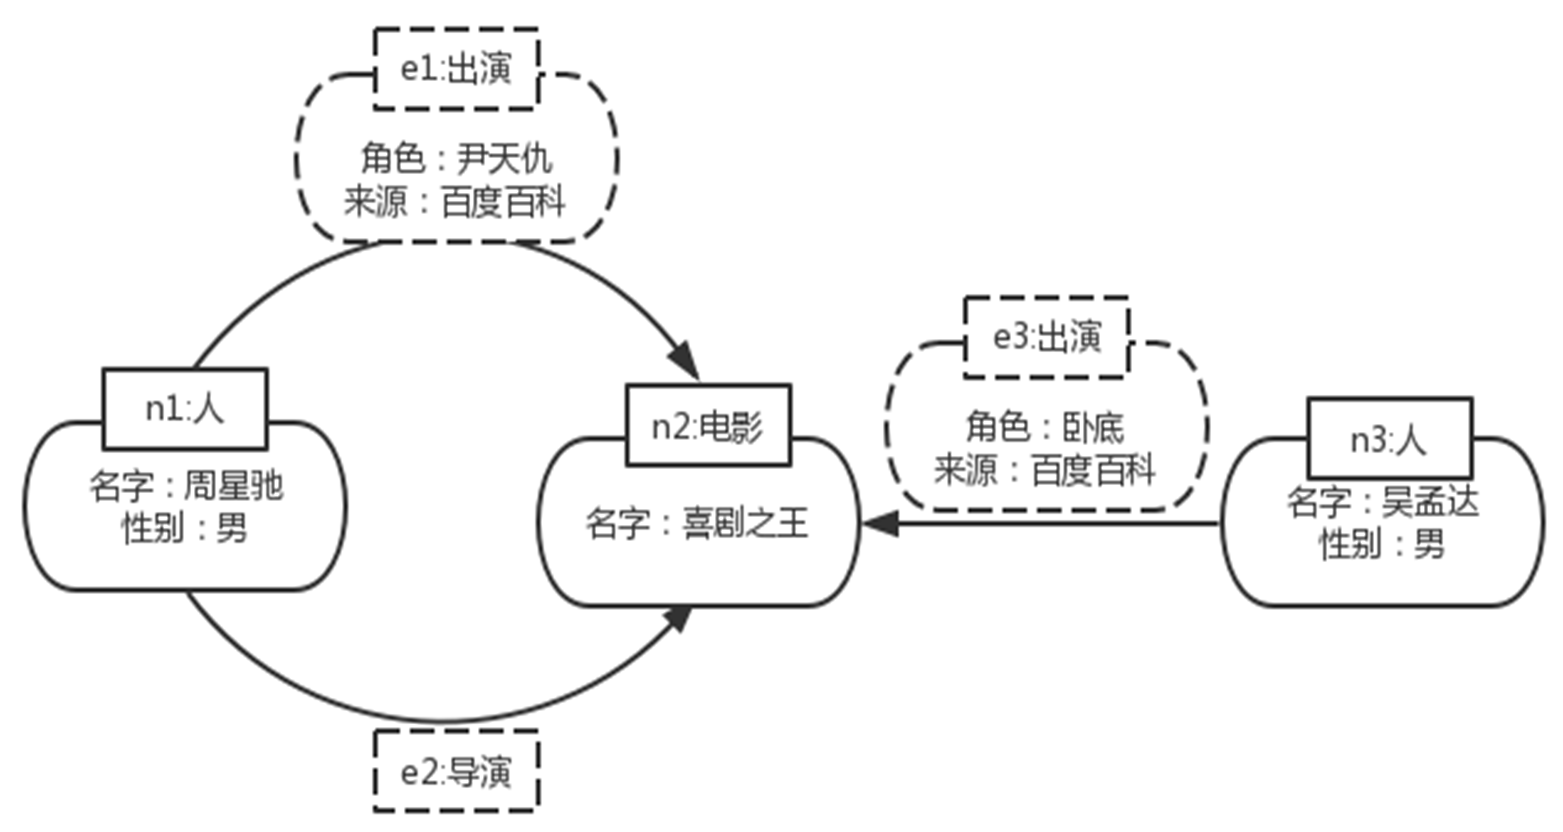 e1:出演
角色：尹天仇
来源：百度百科
n1:人
名字：周星驰
性别：男
n2:电影
名字：喜剧之王
e3:出演
角色：卧底
来源：百度百科
n3:人
名字：吴孟达
性别：男
e2:导演